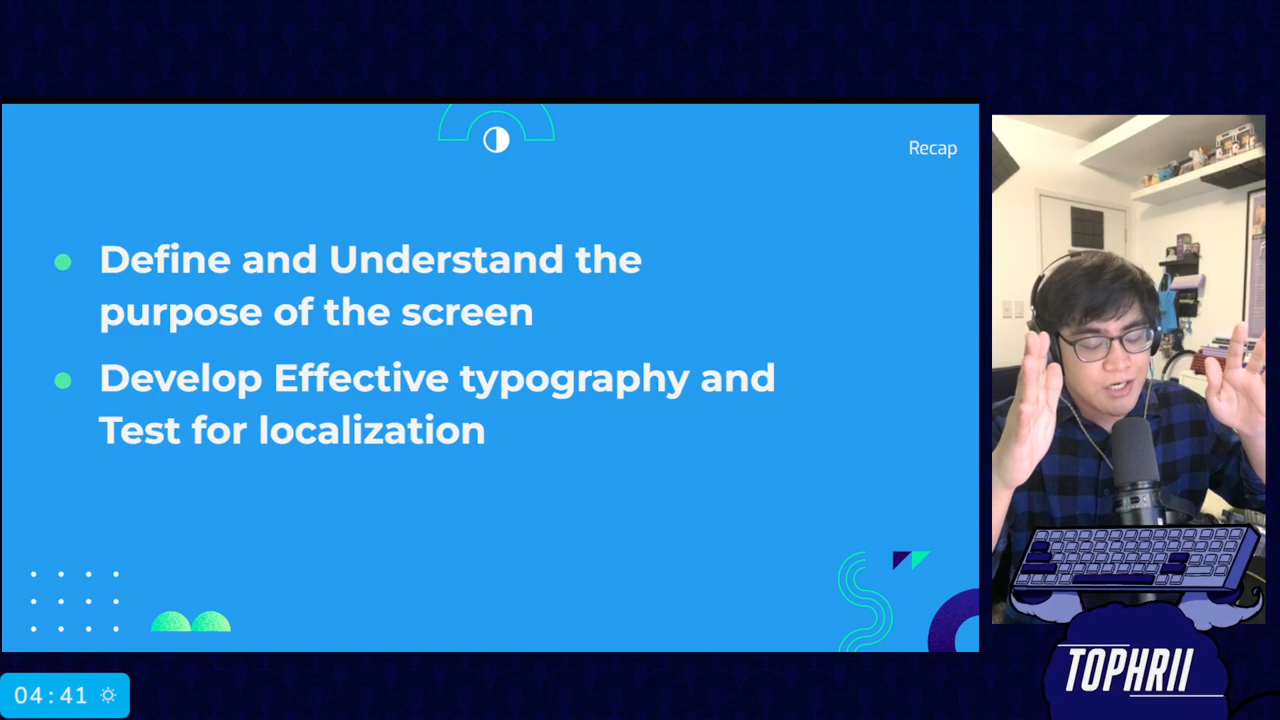 Recap
Define and Understand the
purpose of the screen
Develop Effective typography and
Test for localization
04:41
TOPHRII